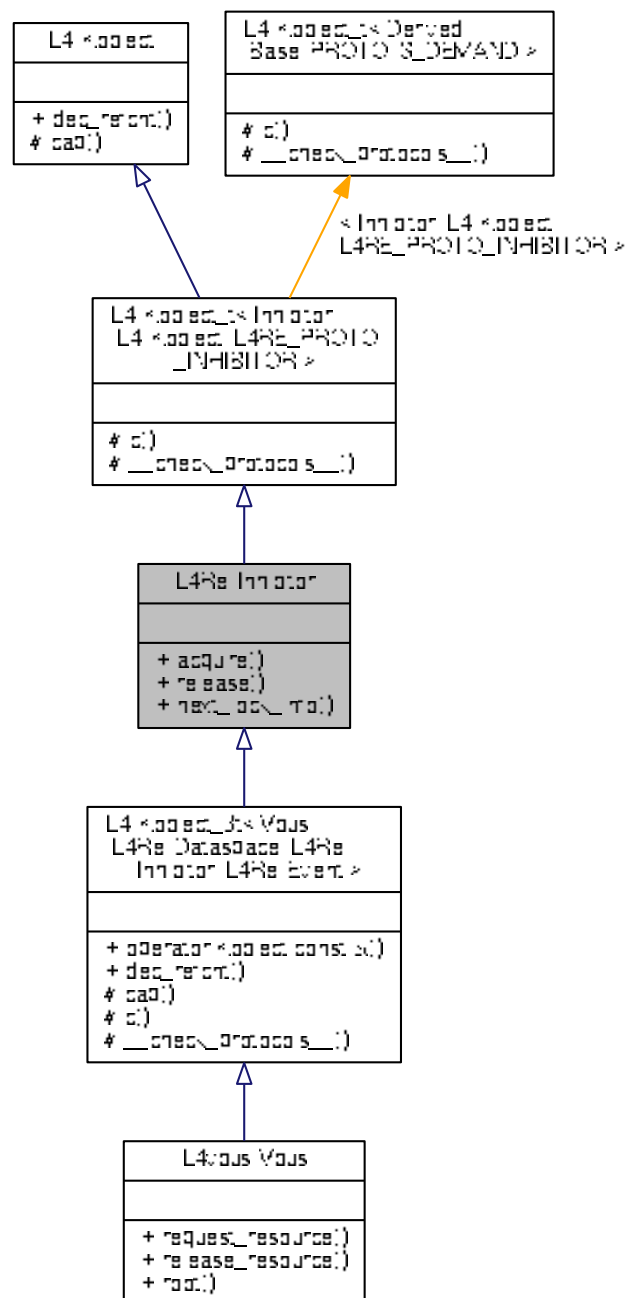 L4 Kobject
+ dec_refcnt()
# cap()
L4 Kobject_t< Derived
Base PROTO S_DEMAND >
# c()
# __check_protocols__()
< Inhibitor L4 Kobject
L4RE_PROTO_INHIBITOR >
L4 Kobject_t< Inhibitor
L4 Kobject L4RE_PROTO
_INHIBITOR >
# c()
# __check_protocols__()
L4Re Inhibitor
+ acquire()
+ release()
+ next_lock_info()
L4 Kobject_3t< Vbus
L4Re Dataspace L4Re
Inhibitor L4Re Event >
+ operator Kobject const &()
+ dec_refcnt()
# cap()
# c()
# __check_protocols__()
L4vbus Vbus
+ request_resource()
+ release_resource()
+ root()